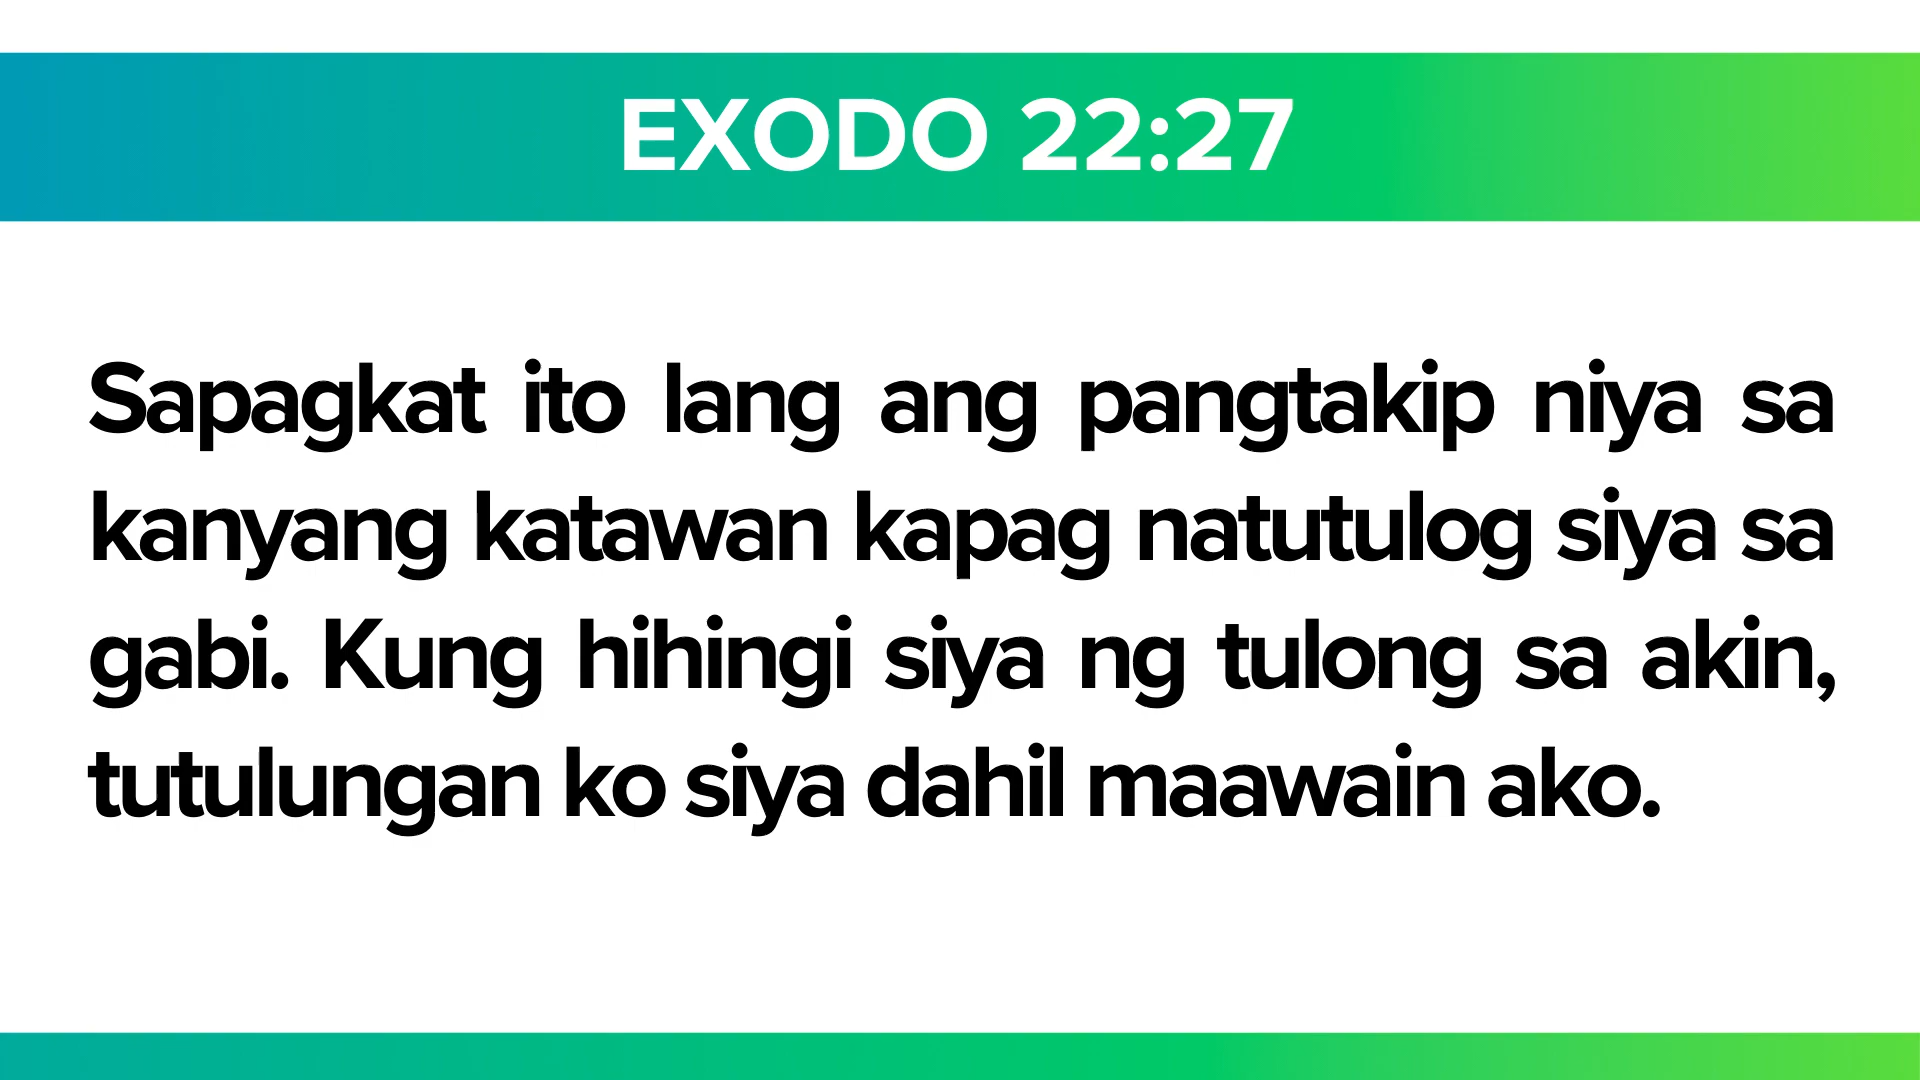 EXODO 22:27
Sapagkat ito lang ang pangtakip niya sa
kanyang katawan kapag natutulog siya sa
gabi. Kung hihingi siya ng tulong sa akin,
tutulungan ko siya dahil maawain ako.